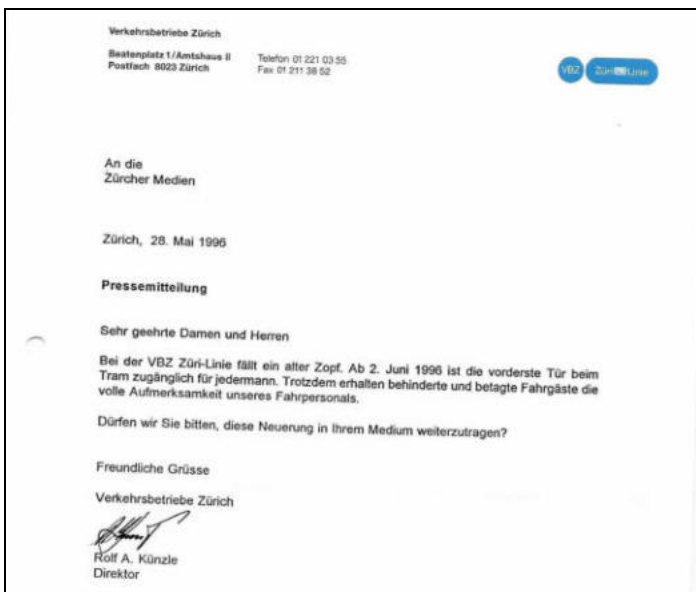 Verkehrsbetriebe Zürich
Beatenplatz 1/Amtshaus II
Postfach 8023 Zürich
Telefon 01 221 03 55
Fax 01 211 38 52
VBZ Züri Linie
An die
Zürcher Medien
Zürich, 28. Mai 1996
Pressemitteilung
Sehr geehrte Damen und Herren
Bei der VBZ Züri-Linie fällt ein alter Zopf. Ab 2. Juni 1996 ist die vorderste Tür beim
Tram zugänglich für jedermann. Trotzdem erhalten behinderte und betagte Fahrgäste die
volle Aufmerksamkeit unseres Fahrpersonals.
Dürfen wir Sie bitten, diese Neuerung in Ihrem Medium weiterzutragen?
Freundliche Grüsse
Verkehrsbetriebe Zürich
Rolf A. Künzle
Direktor